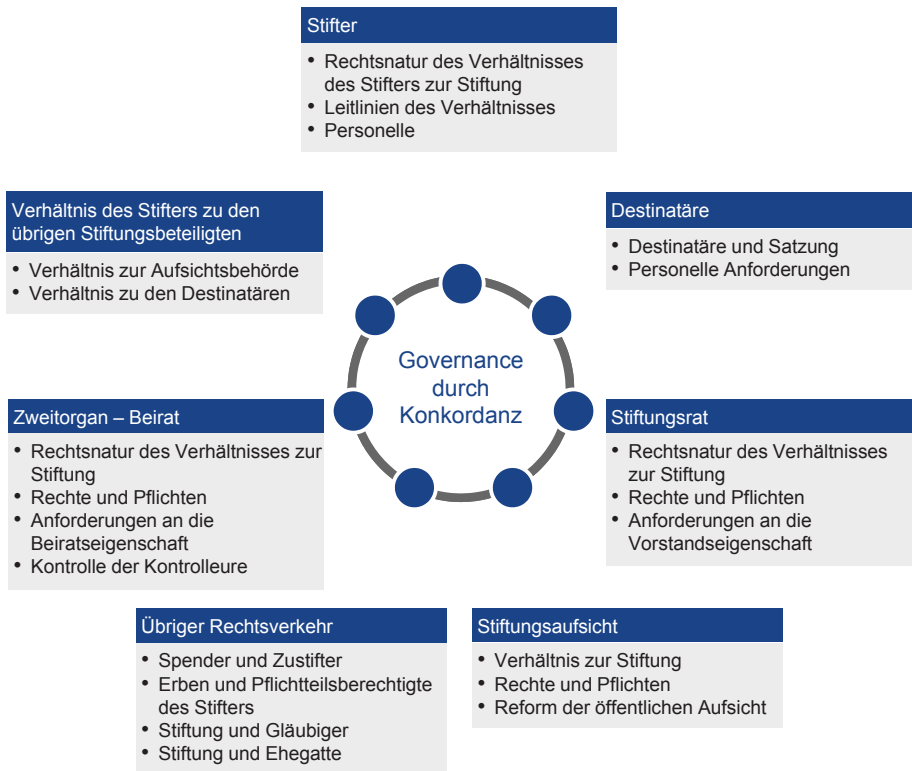 Stifter
• Rechtsnatur des Verhältnisses
des Stifters zur Stiftung
• Leitlinien des Verhältnisses
• Personelle
Verhältnis des Stifters zu den
übrigen Stiftungsbeteiligten
• Verhältnis zur Aufsichtsbehörde
• Verhältnis zu den Destinatären
Destinatäre
• Destinatäre und Satzung
• Personelle Anforderungen
Governance
durch
Konkordanz
Zweitorgan – Beirat
• Rechtsnatur des Verhältnisses zur
Stiftung
• Rechte und Pflichten
• Anforderungen an die
Beiratseigenschaft
• Kontrolle der Kontrolleure
Stiftungsrat
• Rechtsnatur des Verhältnisses
zur Stiftung
• Rechte und Pflichten
• Anforderungen an die
Vorstandseigenschaft
Übriger Rechtsverkehr
• Spender und Zustifter
• Erben und Pflichtteilsberechtigte
des Stifters
• Stiftung und Gläubiger
• Stiftung und Ehegatte
Stiftungsaufsicht
• Verhältnis zur Stiftung
• Rechte und Pflichten
• Reform der öffentlichen Aufsicht